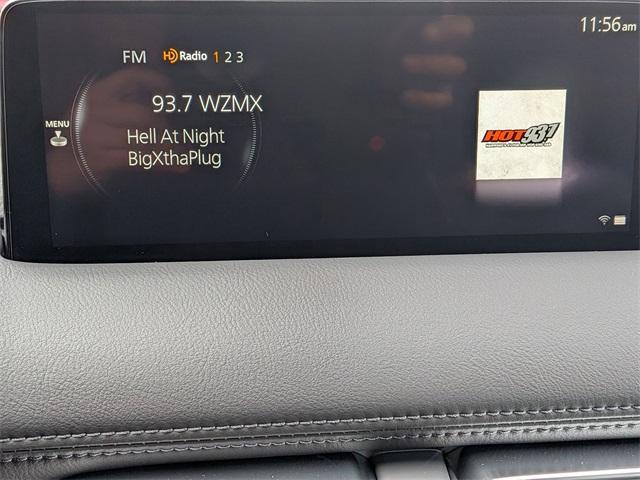 11:56am
FM HD Radio 1 2 3
93.7 WZMX
MENU
Hell At Night
BigXthaPlug
HOT 93.7